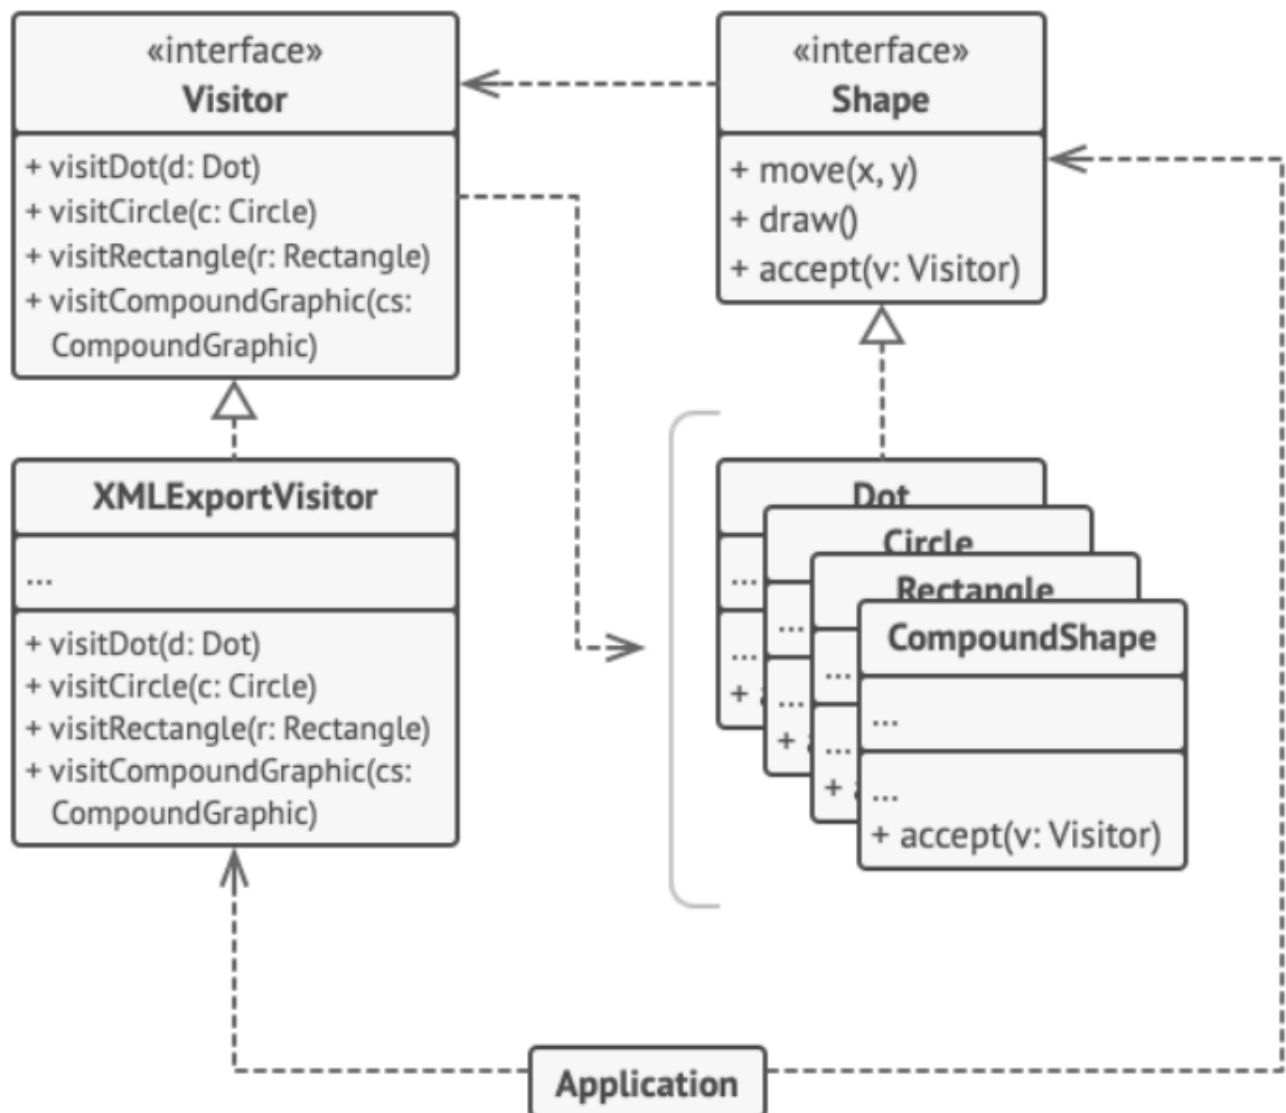 «interface»
Visitor
+ visitDot(d: Dot)
+ visitCircle(c: Circle)
+ visitRectangle(r: Rectangle)
+ visitCompoundGraphic(cs:
CompoundGraphic)
«interface»
Shape
+ move(x, y)
+ draw()
+ accept(v: Visitor)
XMLExportVisitor
...
+ visitDot(d: Dot)
+ visitCircle(c: Circle)
+ visitRectangle(r: Rectangle)
+ visitCompoundGraphic(cs:
CompoundGraphic)
Dot
...
...
+
Circle
...
...
+
Rectangle
...
...
+
CompoundShape
...
...
+ accept(v: Visitor)
Application